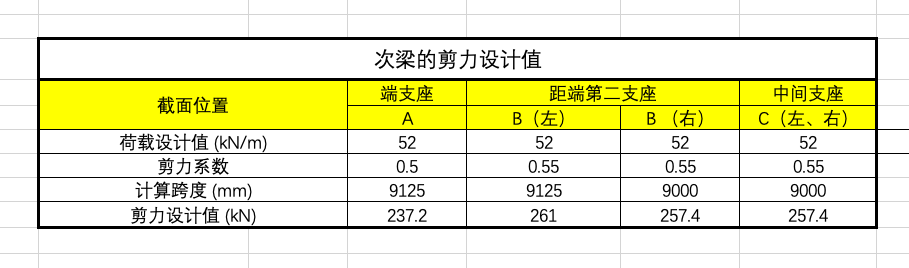 次梁的剪力设计值
截面位置 端支座 距端第二支座 中间支座
A B（左） B （右） C（左、右）
荷载设计值 (kN/m) 52 52 52 52
剪力系数 0.5 0.55 0.55 0.55
计算跨度 (mm) 9125 9125 9000 9000
剪力设计值 (kN) 237.2 261 257.4 257.4